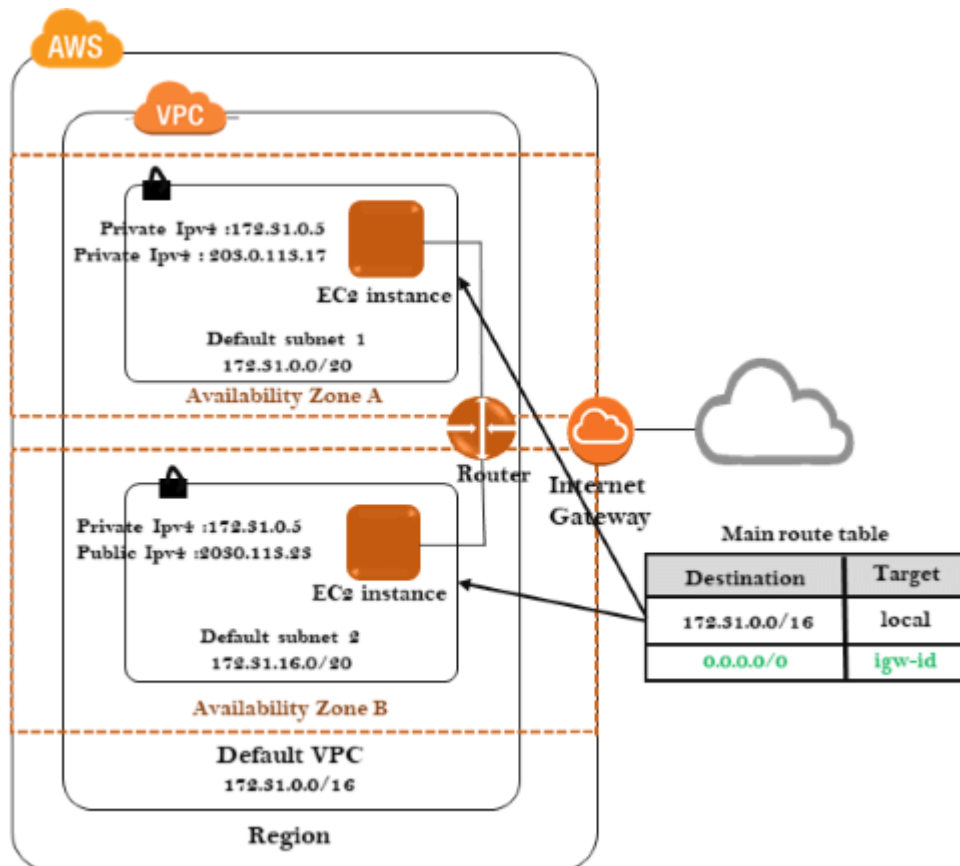 AWS
VPC
Private Ipv4 :172.31.0.5
Private Ipv4 : 203.0.113.17
EC2 instance
Default subnet 1
172.31.0.0/20
Availability Zone A
Router
Internet
Gateway
Private Ipv4 :172.31.0.5
Public Ipv4 :2030.113.23
EC2 instance
Default subnet 2
172.31.16.0/20
Availability Zone B
Main route table
Destination Target
172.31.0.0/16 local
0.0.0.0/0 igw-id
Default VPC
172.31.0.0/16
Region